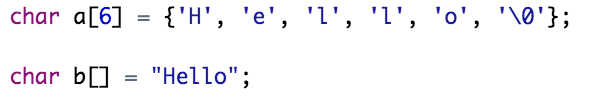 char a[6] = {'H', 'e', 'l', 'l', 'o', '\0'};
char b[] = "Hello";